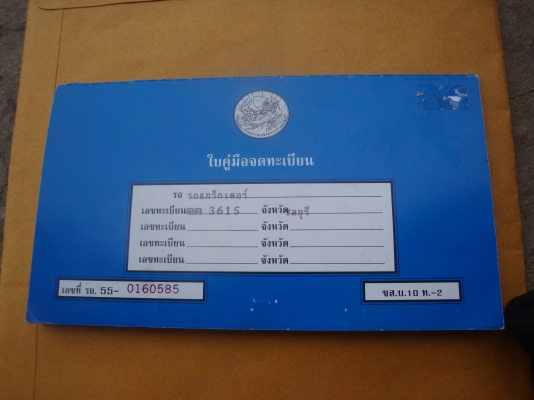 ใบคู่มือจดทะเบียน
รถ รถแทร็กเตอร์
เลขทะเบียน ตค 3615 จังหวัด ชลบุรี
เลขทะเบียน จังหวัด
เลขทะเบียน จังหวัด
เลขทะเบียน จังหวัด
เลขที่ รย. 55- 0160585
ขส.บ.10 ท.-2